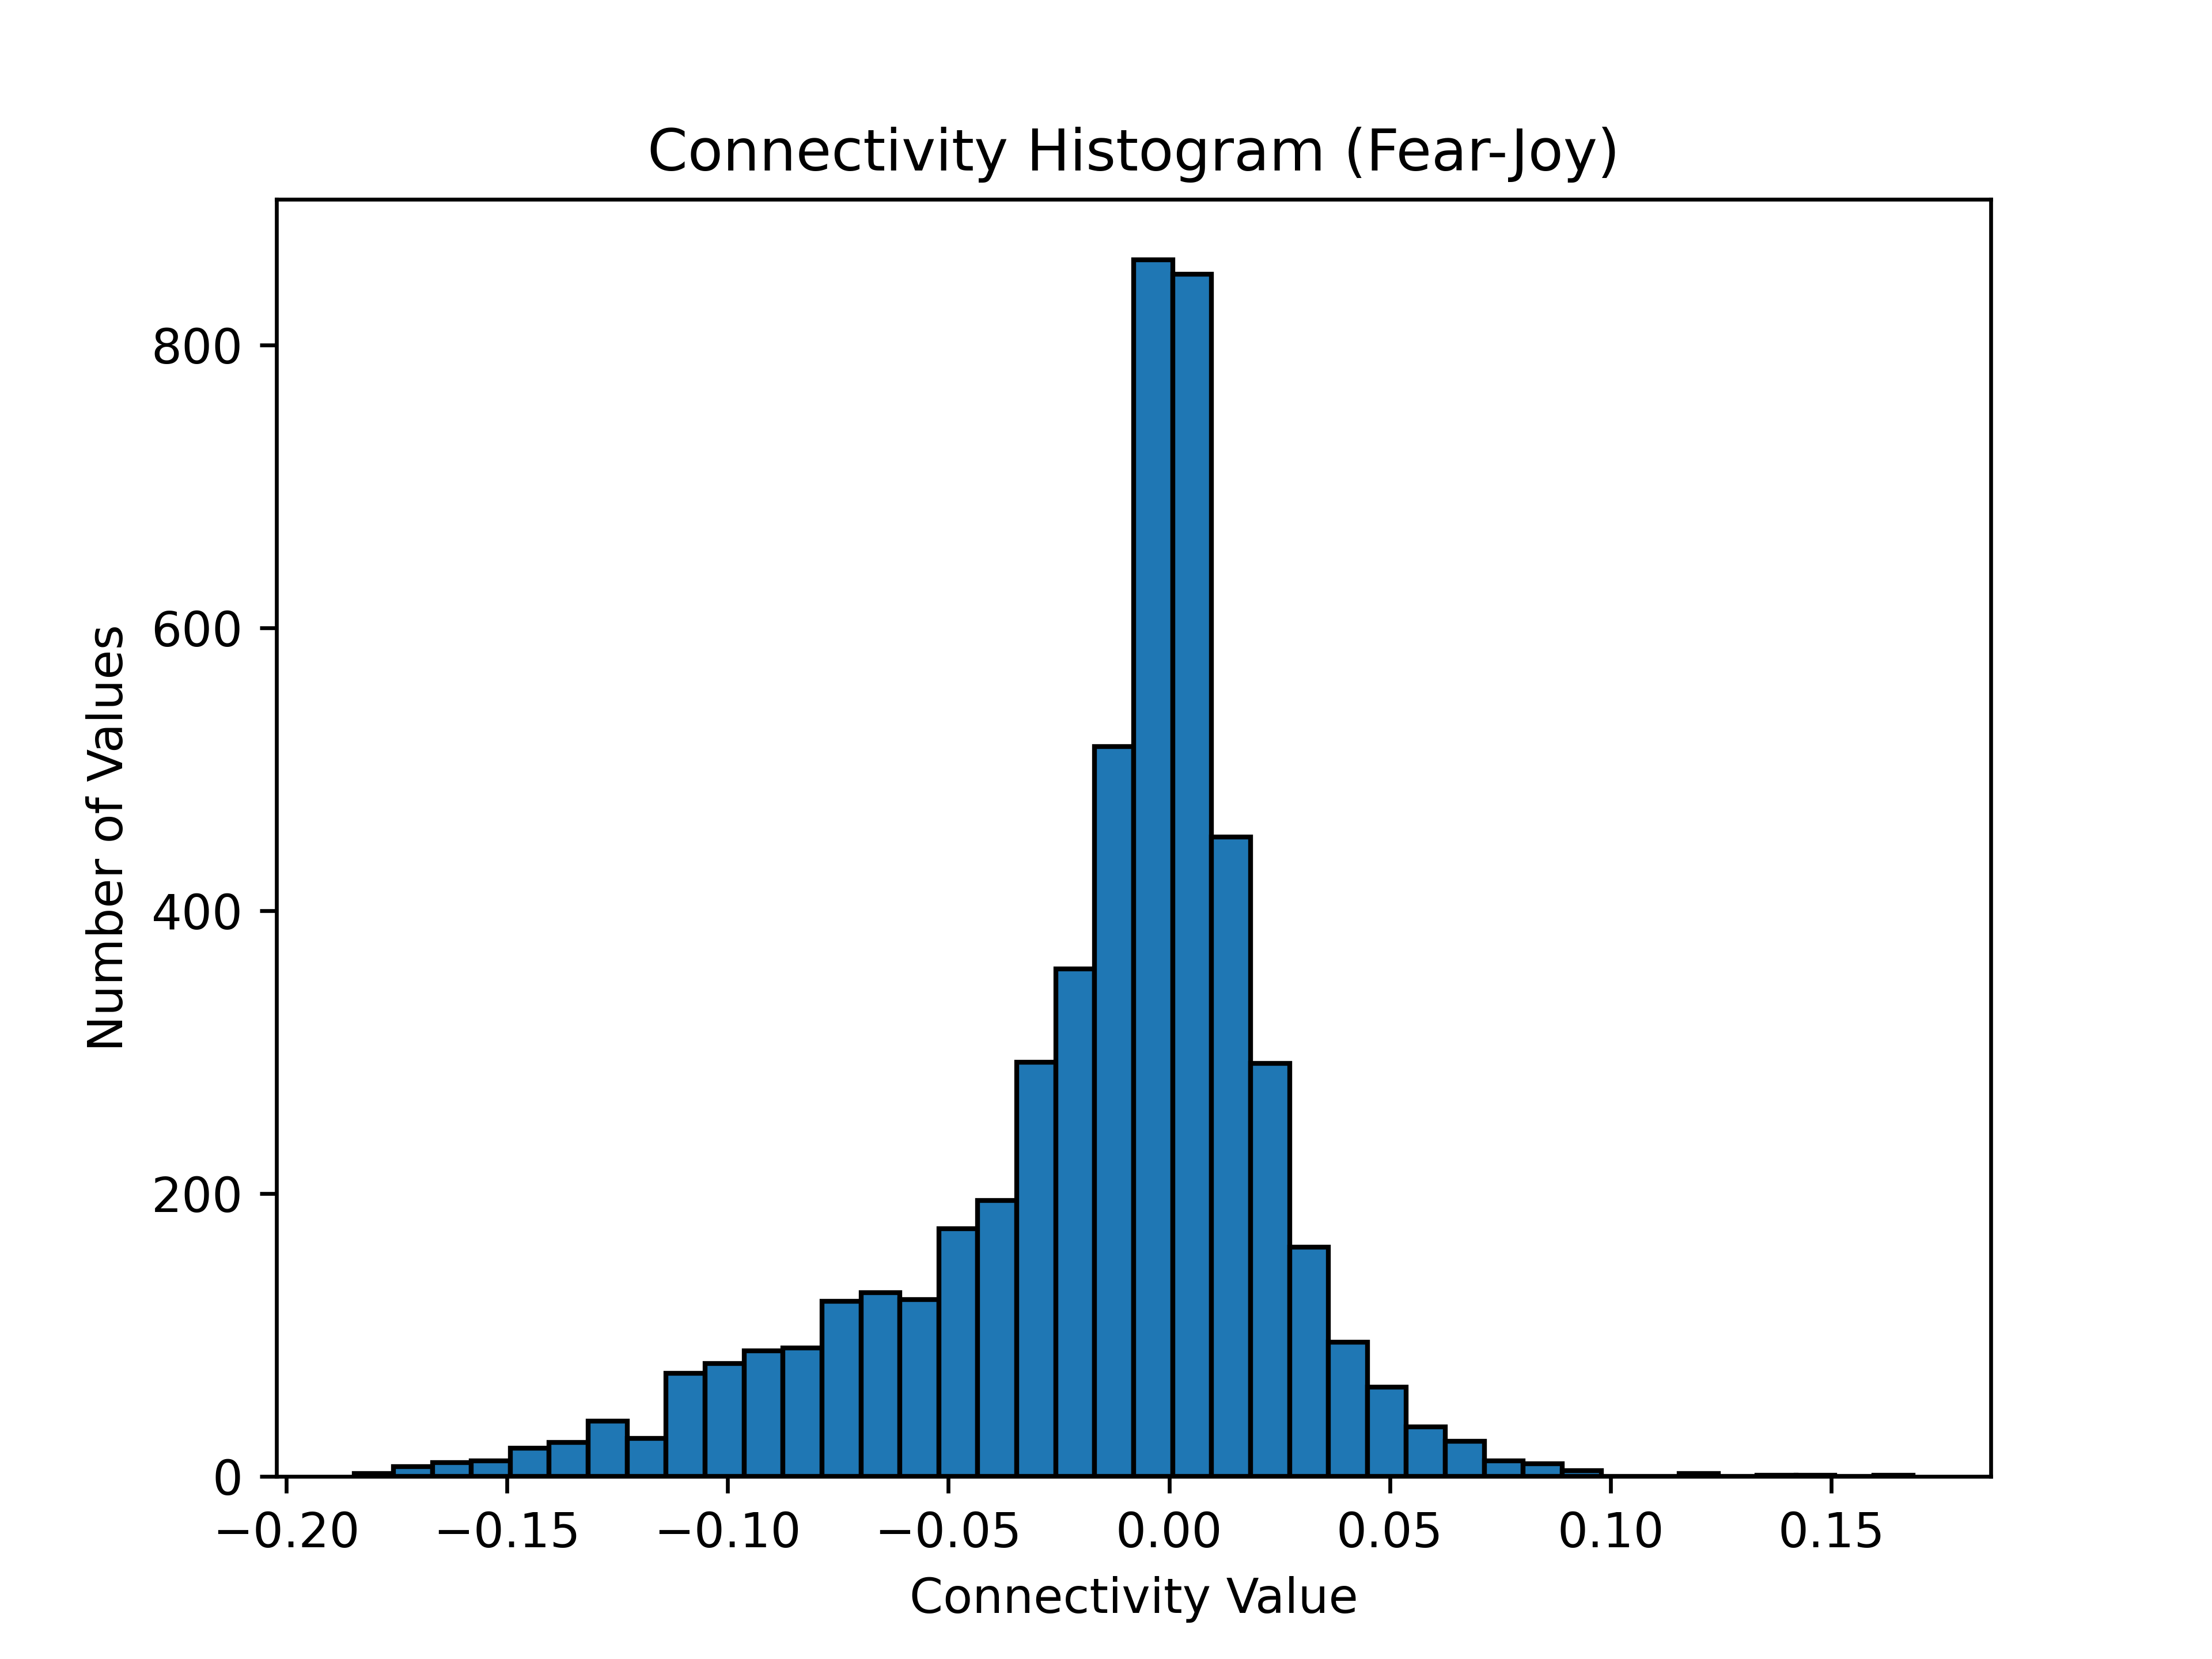 Connectivity Histogram (Fear-Joy)
Number of Values
800
600
400
200
0
−0.20 −0.15 −0.10 −0.05 0.00 0.05 0.10 0.15
Connectivity Value